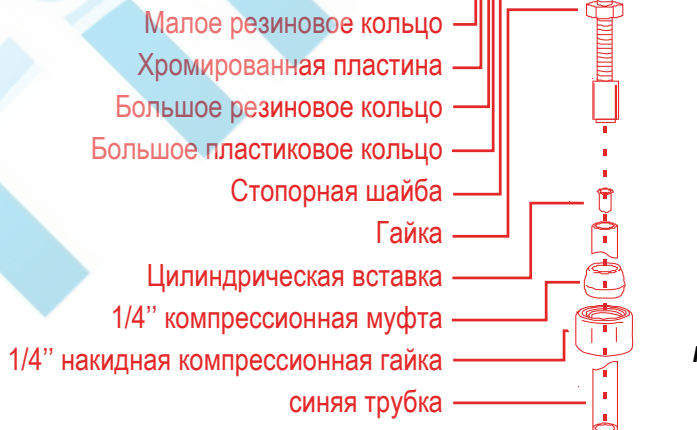 Малое резиновое кольцо
Хромированная пластина
Большое резиновое кольцо
Большое пластиковое кольцо
Стопорная шайба
Гайка
Цилиндрическая вставка
1/4’’ компрессионная муфта
1/4’’ накидная компрессионная гайка
синяя трубка